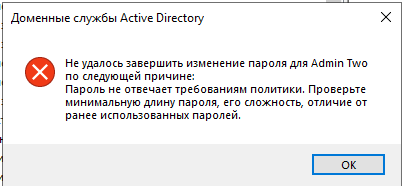 Доменные службы Active Directory
Не удалось завершить изменение пароля для Admin Two
по следующей причине:
Пароль не отвечает требованиям политики. Проверьте
минимальную длину пароля, его сложность, отличие от
ранее использованных паролей.
ОК